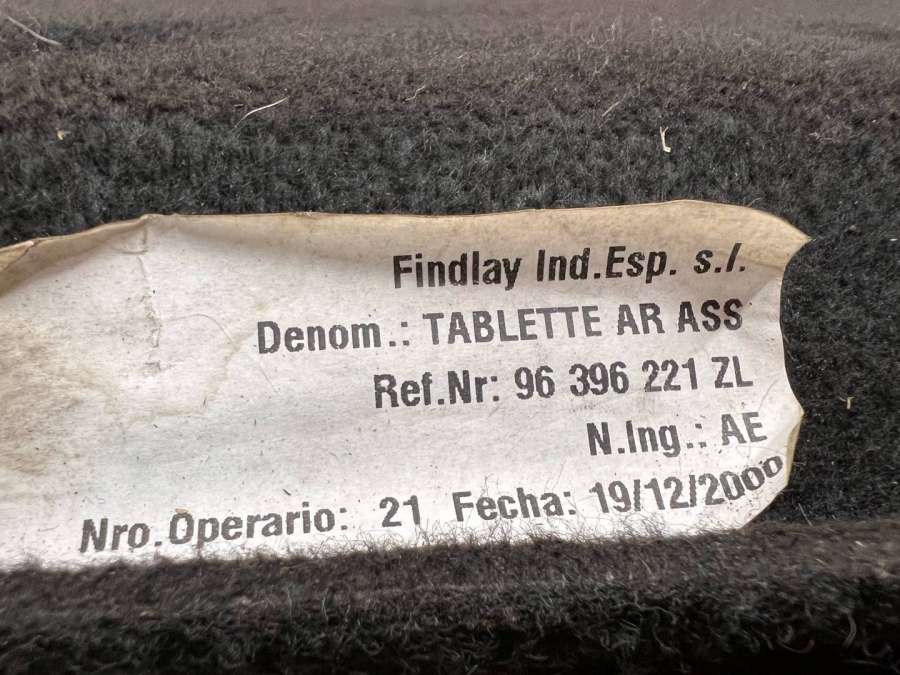 Findlay Ind.Esp. s.l.
Denom.: TABLETTE AR ASS
Ref.Nr: 96 396 221 ZL
N.Ing.: AE
Nro.Operario: 21 Fecha: 19/12/2000